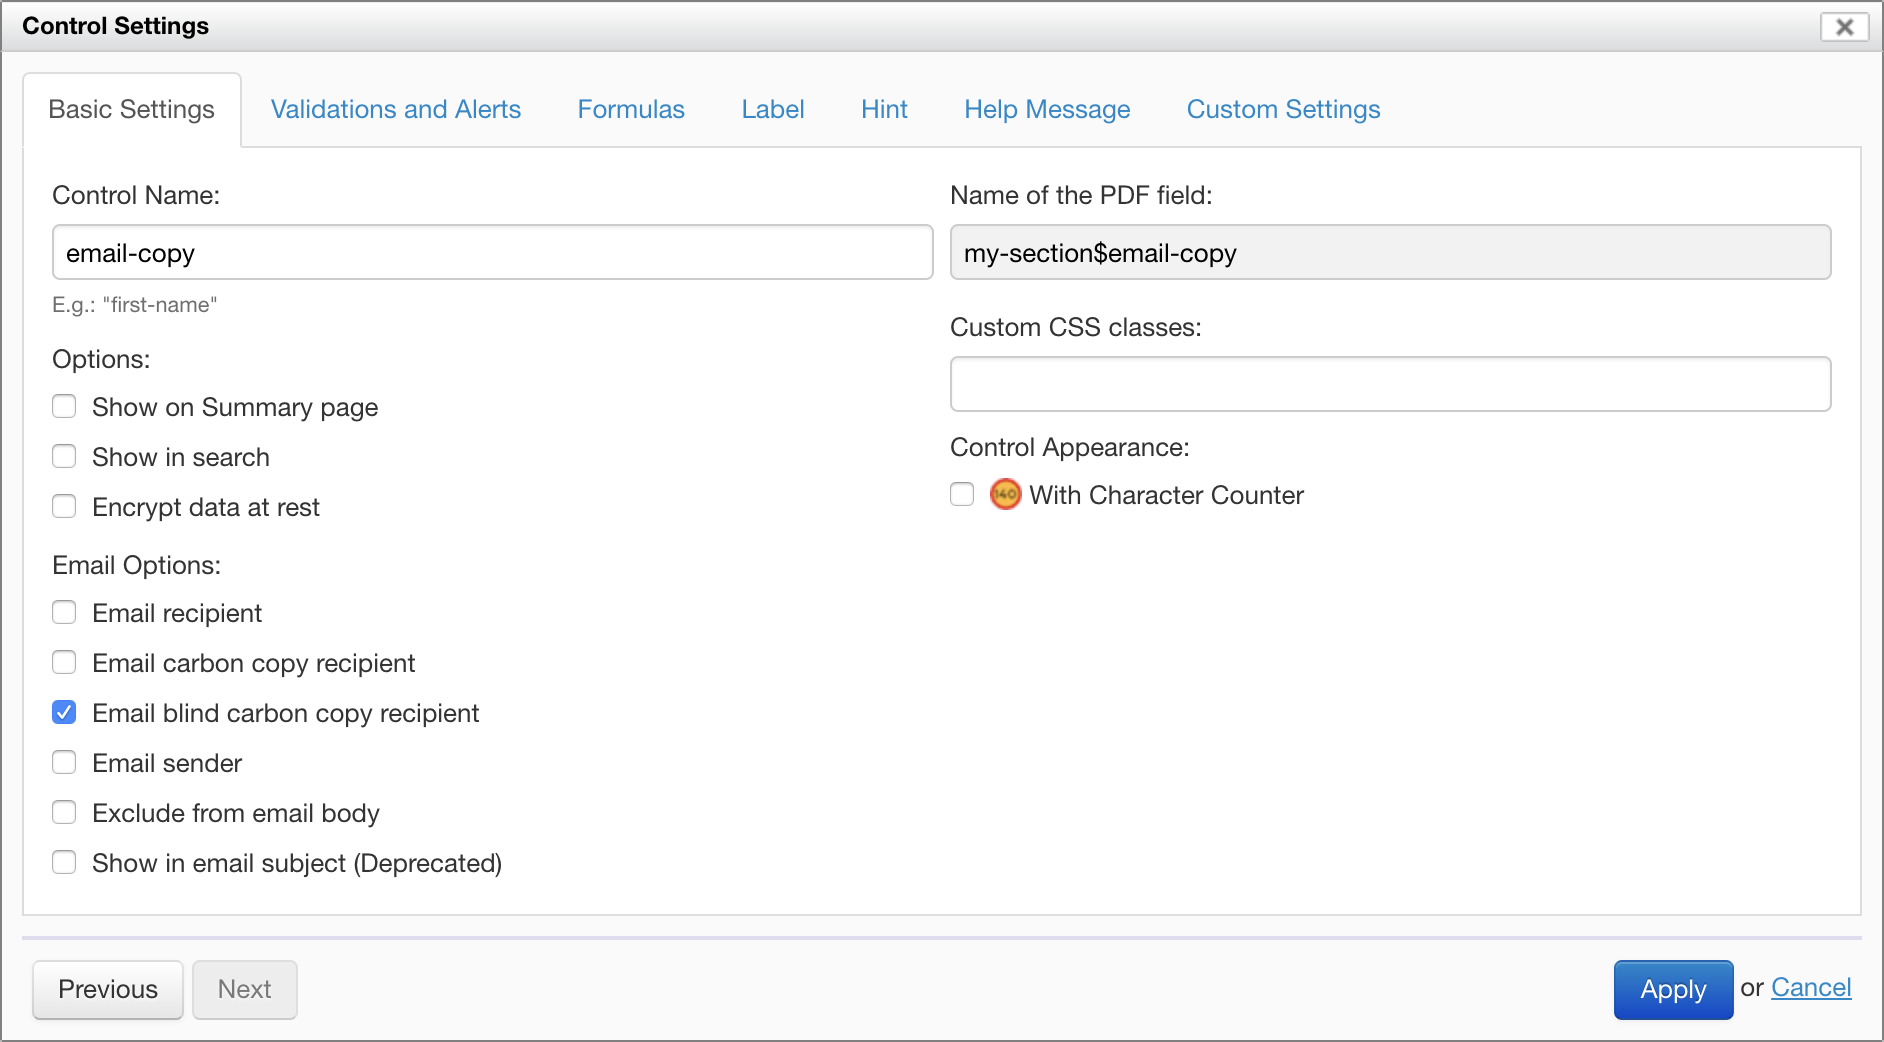 Control Settings
Basic Settings
Validations and Alerts
Formulas
Label
Hint
Help Message
Custom Settings
Control Name:
email-copy
E.g.: "first-name"
Options:
Show on Summary page
Show in search
Encrypt data at rest
Email Options:
Email recipient
Email carbon copy recipient
Email blind carbon copy recipient
Email sender
Exclude from email body
Show in email subject (Deprecated)
Name of the PDF field:
my-section$email-copy
Custom CSS classes:
Control Appearance:
140 With Character Counter
Previous
Next
Apply or Cancel